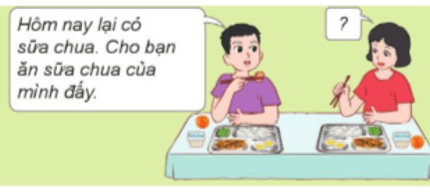 Hôm nay lại có
sữa chua. Cho bạn
ăn sữa chua của
mình đấy.
?